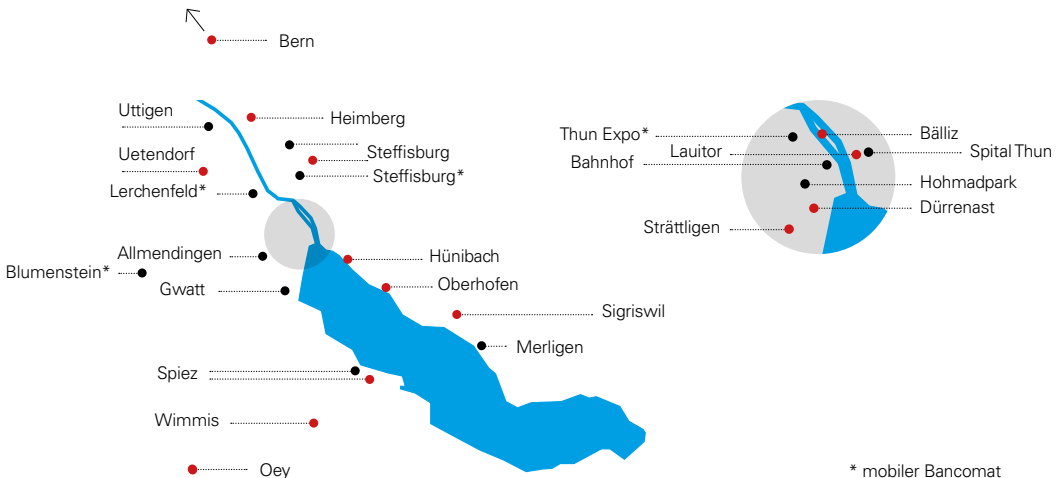 Bern
Uttigen
Heimberg
Uetendorf
Steffisburg
Steffisburg*
Lerchenfeld*
Allmendingen
Hünibach
Blumenstein*
Oberhofen
Gwatt
Sigriswil
Merligen
Spiez
Wimmis
Oey
Thun Expo*
Bälliz
Lauitor
Spital Thun
Bahnhof
Hohmadpark
Dürrenast
Strättligen
* mobiler Bancomat